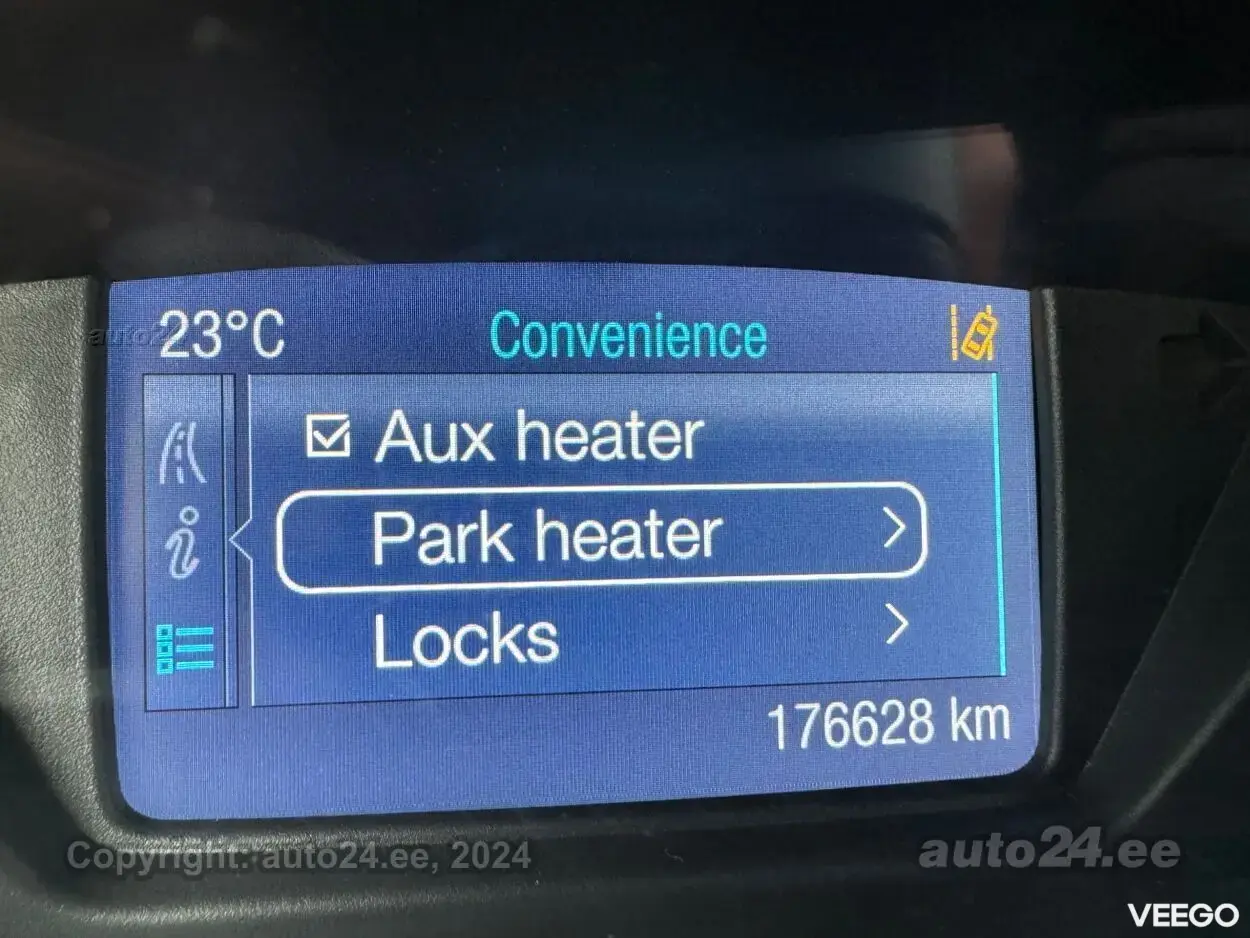 23°C Convenience
Aux heater
Park heater
Locks
176628 km
Copyright: auto24.ee, 2024
auto24.ee
VEEGO